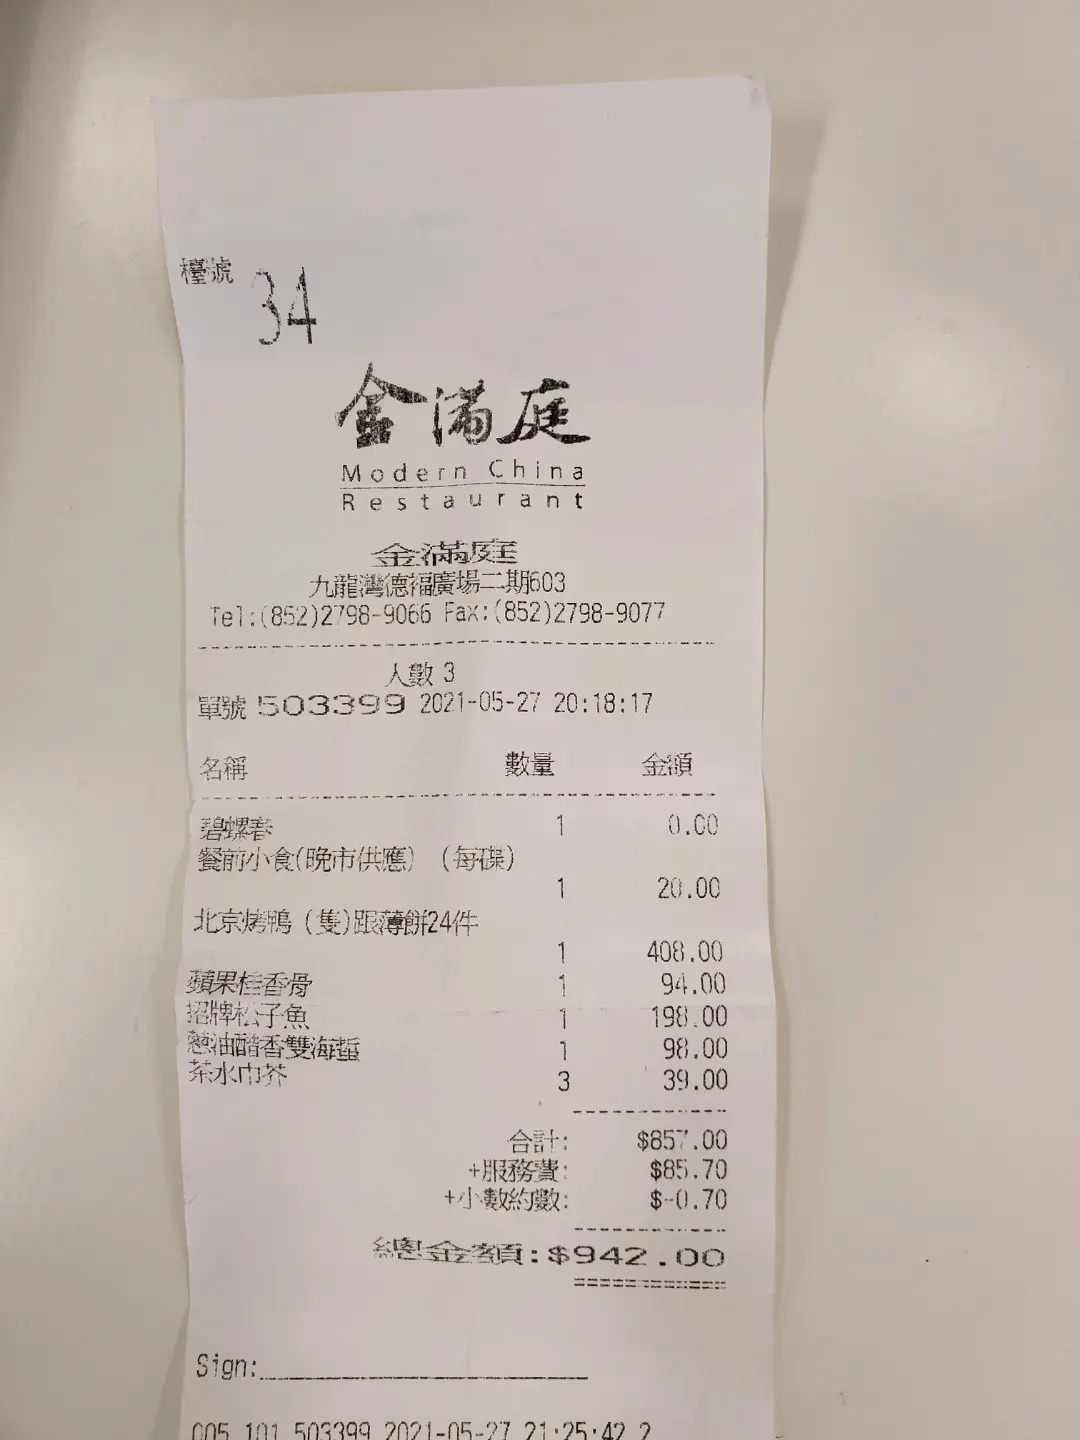 檯號
34
金滿庭
Modern China
Restaurant
金滿庭
九龍灣德福廣場二期603
Tel:(852)2798-9066 Fax:(852)2798-9077
人數 3
單號 503399 2021-05-27 20:18:17
名稱 數量 金額
碧螺春 1 0.00
餐前小食(晚市供應) (每碟)
1 20.00
北京烤鴨 (隻)跟薄餅24件
1 408.00
蘋果桂香骨 1 94.00
招牌松子魚 1 198.00
蔥油醋香雙海蜇 1 98.00
茶水巾芥 3 39.00
合計: $857.00
+服務費: $85.70
+小數約數: $-0.70
總金額:$942.00
Sign:
005 101 503399 2021-05-27 21:25:42 2